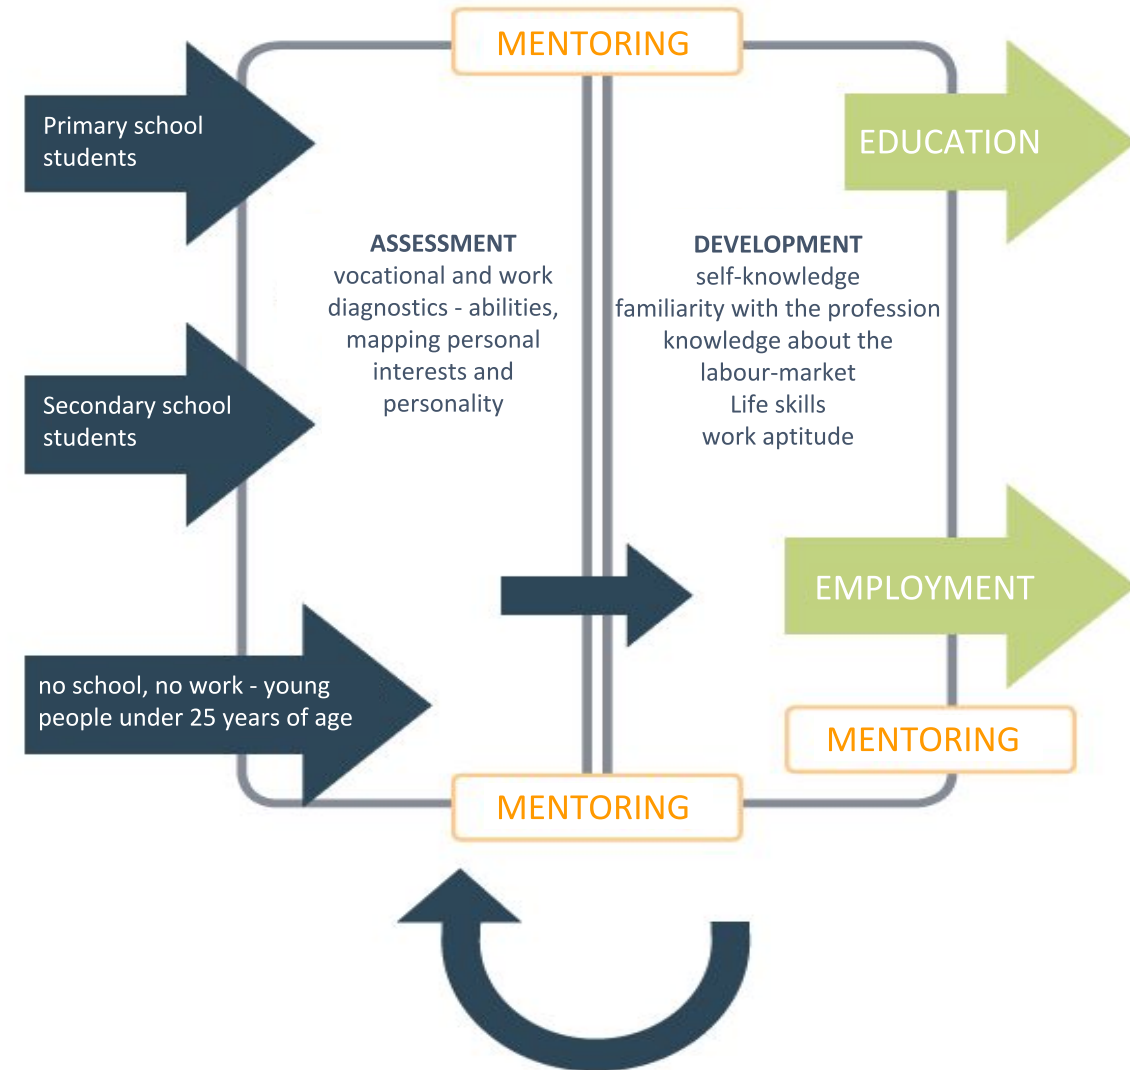 MENTORING
Primary school
students
EDUCATION
ASSESSMENT
vocational and work
diagnostics - abilities,
mapping personal
interests and
personality
DEVELOPMENT
self-knowledge
familiarity with the profession
knowledge about the
labour-market
Life skills
work aptitude
Secondary school
students
EMPLOYMENT
no school, no work - young
people under 25 years of age
MENTORING
MENTORING